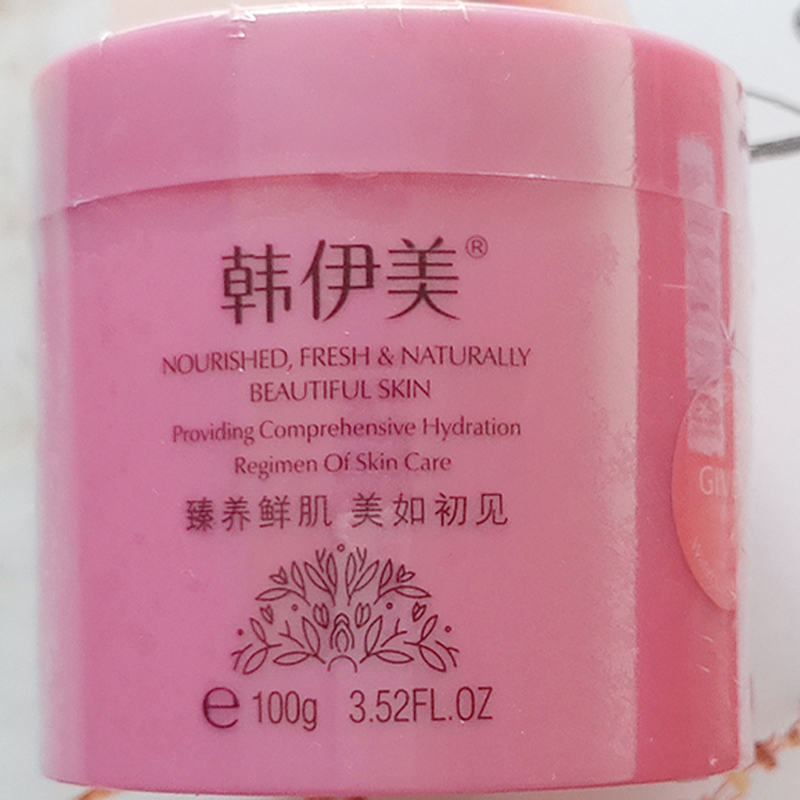 韩伊美®
NOURISHED, FRESH & NATURALLY
BEAUTIFUL SKIN
Providing Comprehensive Hydration
Regimen Of Skin Care
臻养鲜肌 美如初见
e 100g 3.52FL.OZ